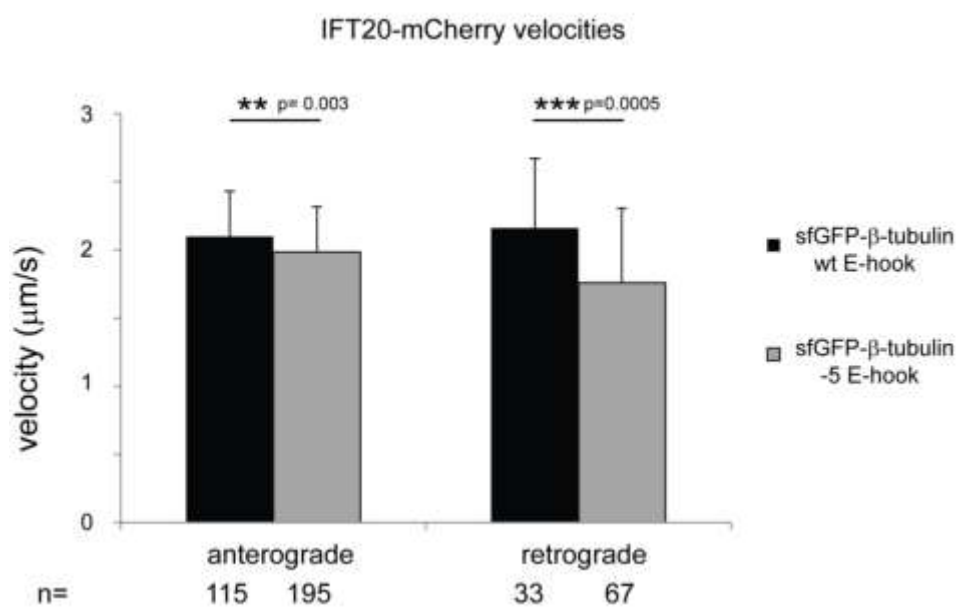 IFT20-mCherry velocities
** p= 0.003
*** p=0.0005
3
2
1
0
velocity (μm/s)
sfGFP-β-tubulin
wt E-hook
sfGFP-β-tubulin
-5 E-hook
anterograde retrograde
n= 115 195 33 67